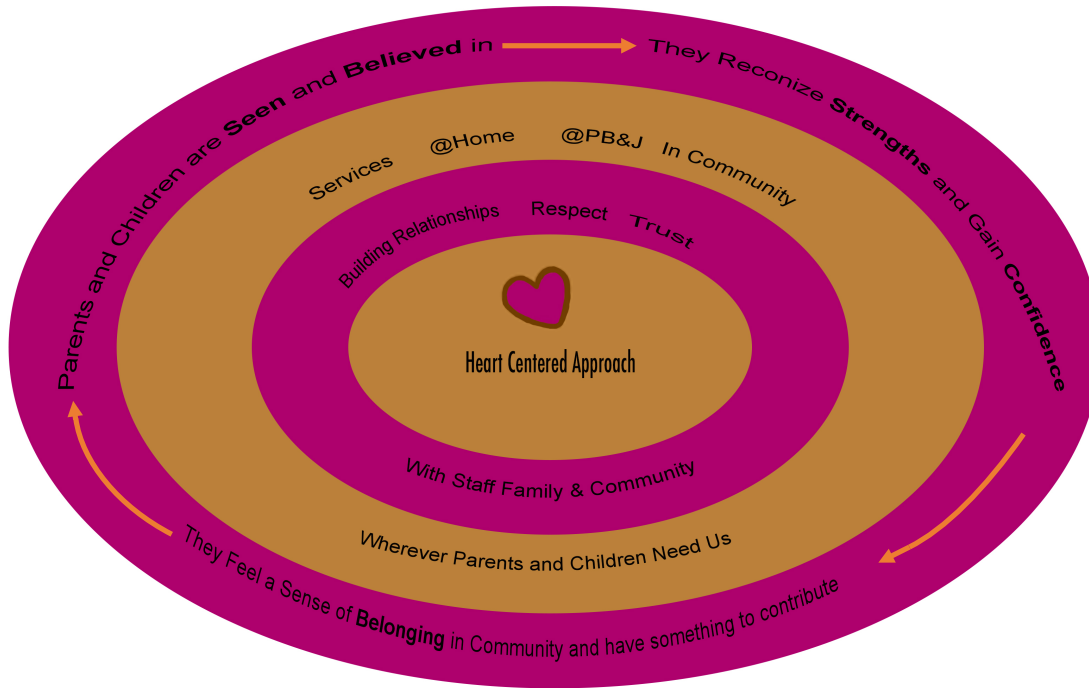 Parents and Children are Seen and Believed in
They Reconize Strengths and Gain Confidence
They Feel a Sense of Belonging in Community and have something to contribute
Services @Home @PB&J In Community
Wherever Parents and Children Need Us
Building Relationships Respect Trust
With Staff Family & Community
Heart Centered Approach